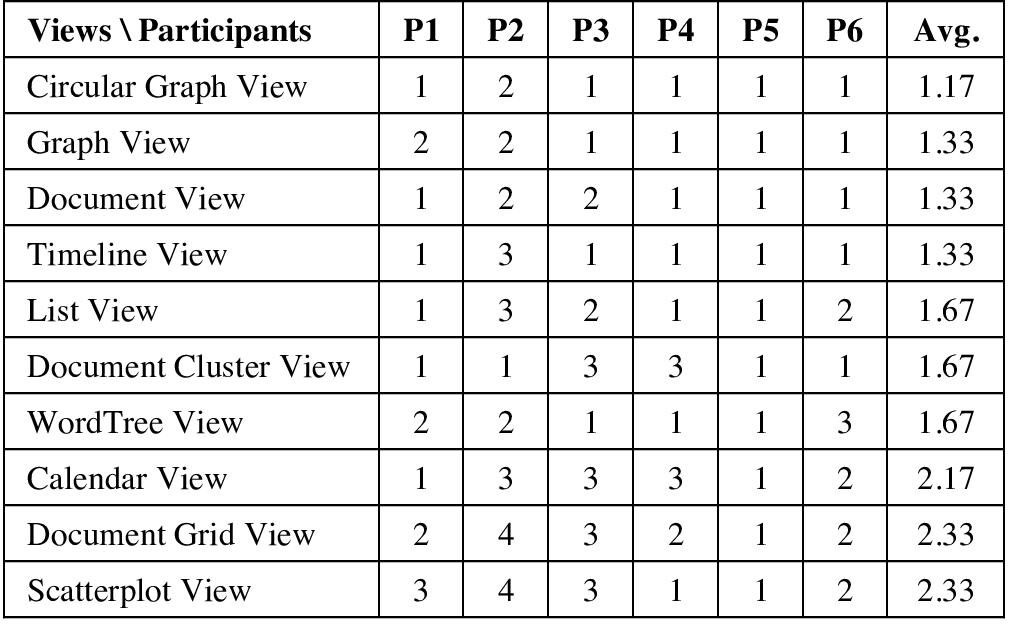 Views \ Participants P1 P2 P3 P4 P5 P6 Avg.
Circular Graph View 1 2 1 1 1 1 1.17
Graph View 2 2 1 1 1 1 1.33
Document View 1 2 2 1 1 1 1.33
Timeline View 1 3 1 1 1 1 1.33
List View 1 3 2 1 1 2 1.67
Document Cluster View 1 1 3 3 1 1 1.67
WordTree View 2 2 1 1 1 3 1.67
Calendar View 1 3 3 3 1 2 2.17
Document Grid View 2 4 3 2 1 2 2.33
Scatterplot View 3 4 3 1 1 2 2.33